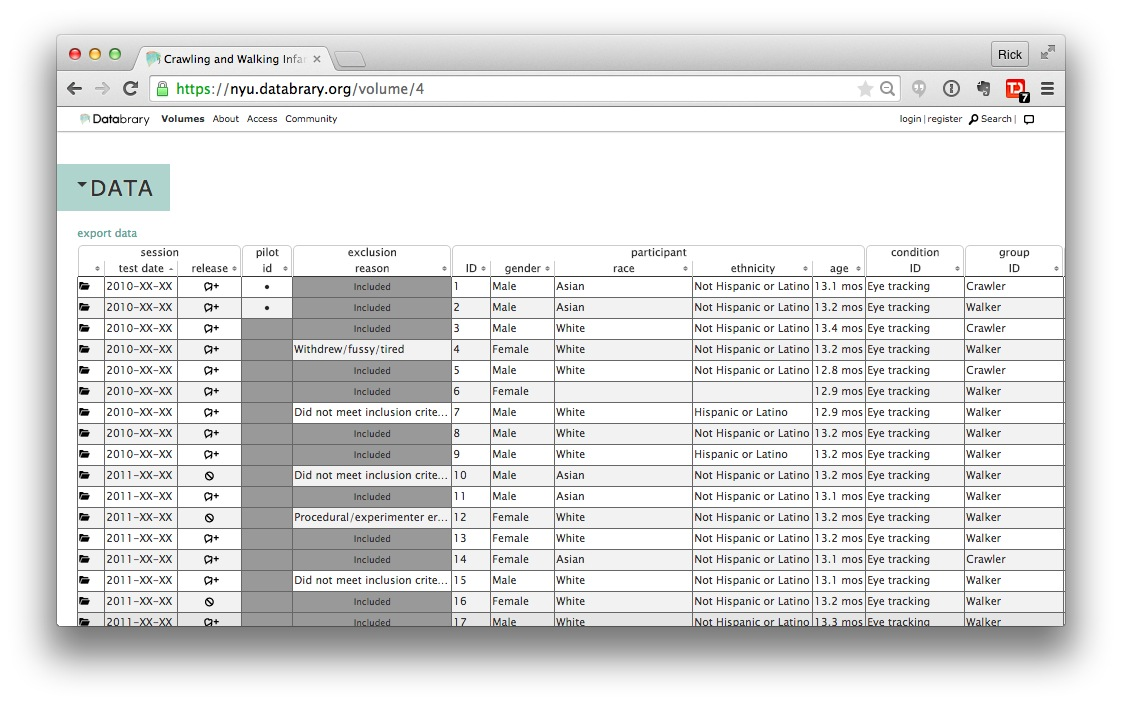 Crawling and Walking Infa ×
Rick
https://nyu.databrary.org/volume/4
7
Databrary Volumes About Access Community login | register Search |
DATA
export data
session pilot exclusion participant condition group
test date release id reason ID gender race ethnicity age ID ID
2010-XX-XX + • Included 1 Male Asian Not Hispanic or Latino 13.1 mos Eye tracking Crawler
2010-XX-XX + • Included 2 Male Asian Not Hispanic or Latino 13.2 mos Eye tracking Walker
2010-XX-XX + Included 3 Male White Not Hispanic or Latino 13.4 mos Eye tracking Crawler
2010-XX-XX + Withdrew/fussy/tired 4 Female White Not Hispanic or Latino 13.2 mos Eye tracking Walker
2010-XX-XX + Included 5 Male White Not Hispanic or Latino 12.8 mos Eye tracking Crawler
2010-XX-XX + Included 6 Female 12.9 mos Eye tracking Walker
2010-XX-XX + Did not meet inclusion crite... 7 Male White Hispanic or Latino 12.9 mos Eye tracking Walker
2010-XX-XX + Included 8 Male White Not Hispanic or Latino 13.2 mos Eye tracking Walker
2010-XX-XX + Included 9 Male White Hispanic or Latino 13.2 mos Eye tracking Walker
2011-XX-XX Did not meet inclusion crite... 10 Male Asian Not Hispanic or Latino 13.2 mos Eye tracking Walker
2011-XX-XX + Included 11 Male Asian Not Hispanic or Latino 13.1 mos Eye tracking Walker
2011-XX-XX Procedural/experimenter er... 12 Female White Not Hispanic or Latino 13.2 mos Eye tracking Walker
2011-XX-XX + Included 13 Female White Not Hispanic or Latino 13.2 mos Eye tracking Walker
2011-XX-XX + Included 14 Female Asian Not Hispanic or Latino 13.1 mos Eye tracking Crawler
2011-XX-XX + Did not meet inclusion crite... 15 Male White Not Hispanic or Latino 13.1 mos Eye tracking Walker
2011-XX-XX Included 16 Female White Not Hispanic or Latino 13.2 mos Eye tracking Walker
2011-XX-XX + Included 17 Male White Not Hispanic or Latino 13.3 mos Eye tracking Walker